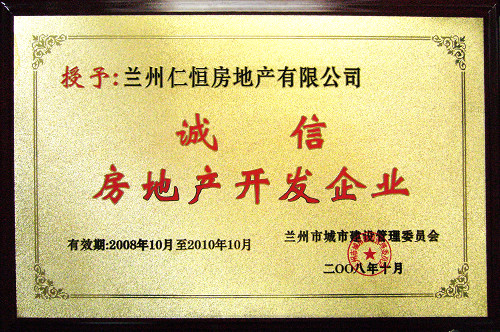 授予:兰州仁恒房地产有限公司
诚信
房地产开发企业
有效期:2008年10月至2010年10月
兰州市城市建设管理委员会
二〇〇八年十月